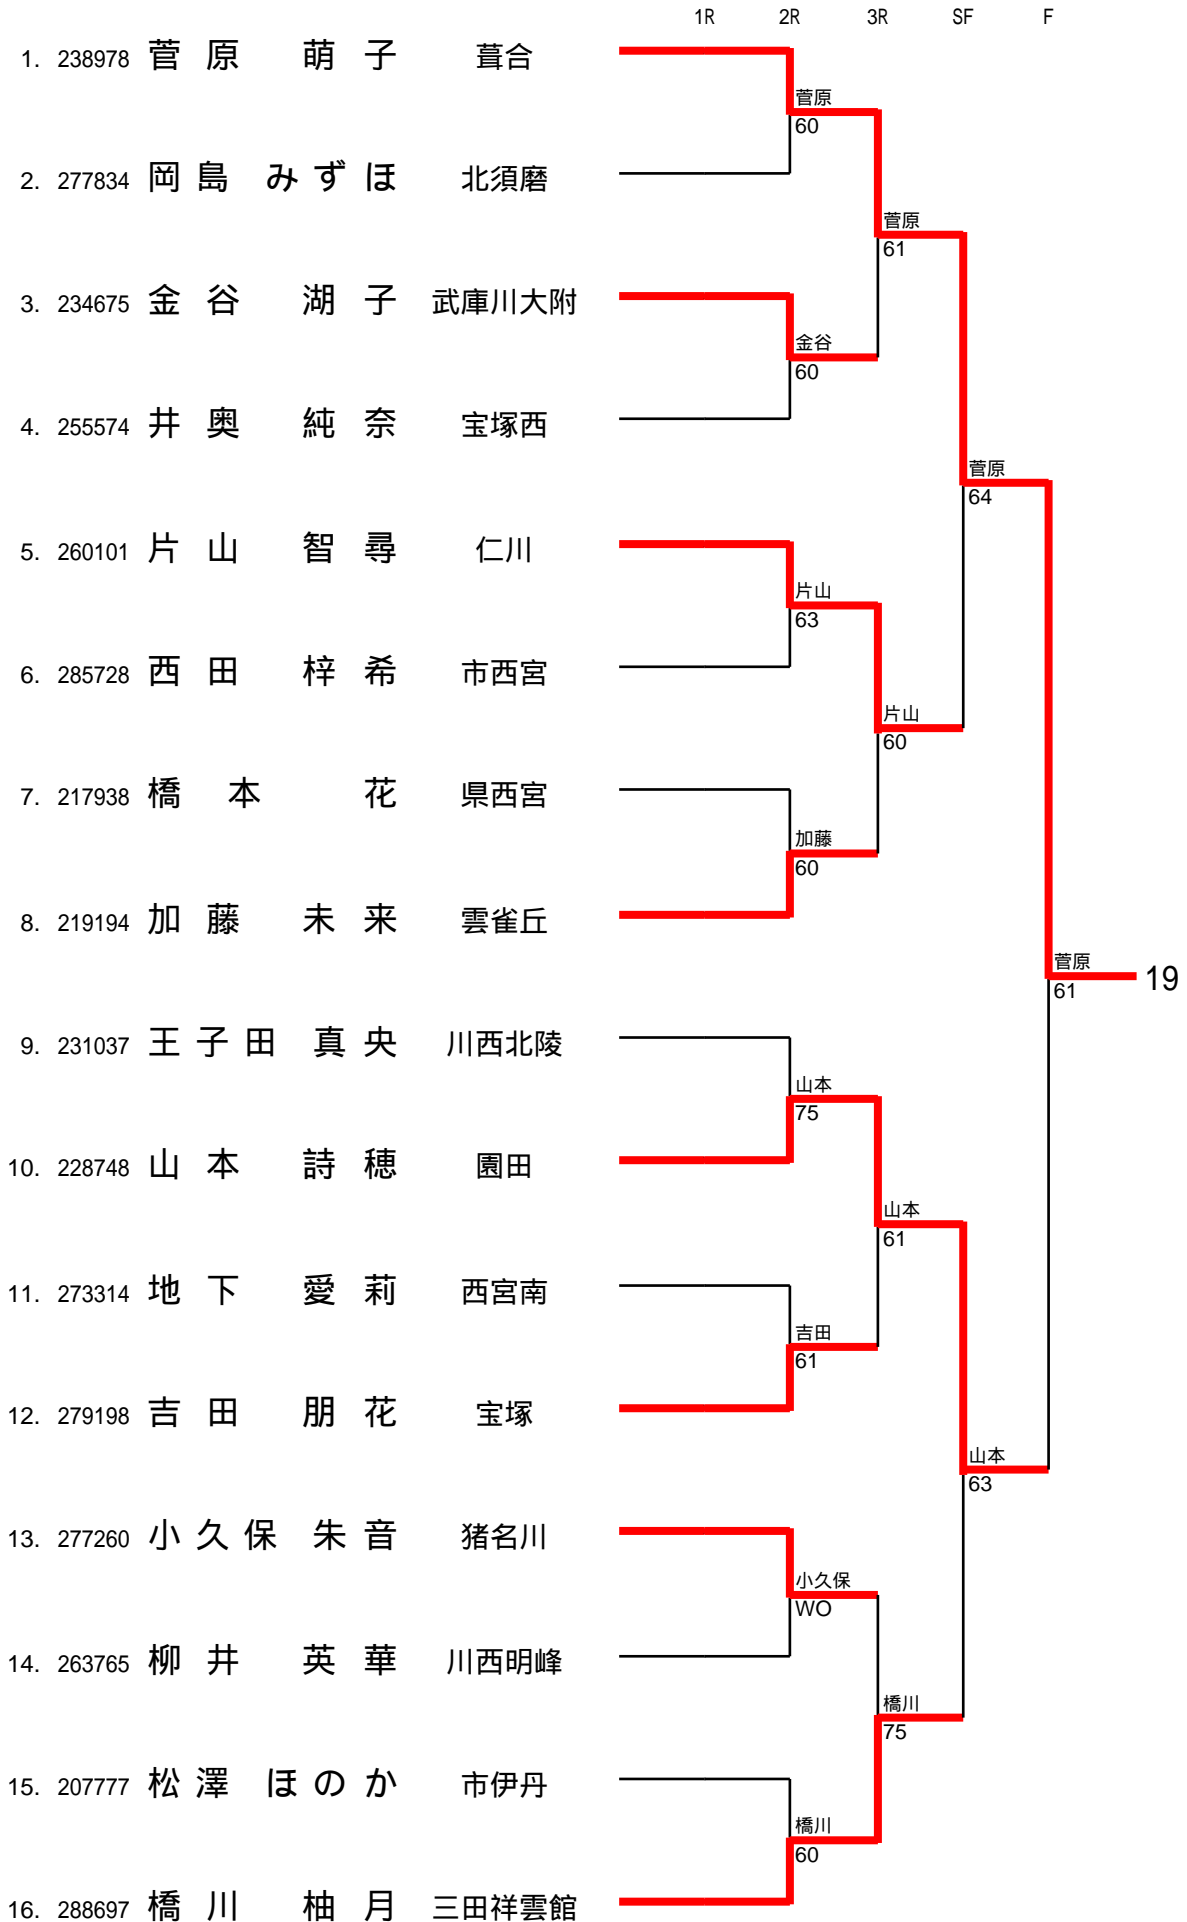 1R 2R 3R SF F
1. 238978 菅原 萌子 葺合
菅原
60
2. 277834 岡島 みずほ 北須磨
菅原
61
3. 234675 金谷 湖子 武庫川大附
金谷
60
4. 255574 井奥 純奈 宝塚西
菅原
64
5. 260101 片山 智尋 仁川
片山
63
6. 285728 西田 梓希 市西宮
片山
60
7. 217938 橋本 花 県西宮
加藤
60
8. 219194 加藤 未来 雲雀丘
菅原
61
19
9. 231037 王子田 真央 川西北陵
山本
75
10. 228748 山本 詩穂 園田
山本
61
11. 273314 地下 愛莉 西宮南
吉田
61
12. 279198 吉田 朋花 宝塚
山本
63
13. 277260 小久保 朱音 猪名川
小久保
WO
14. 263765 柳井 英華 川西明峰
橋川
75
15. 207777 松澤 ほのか 市伊丹
橋川
60
16. 288697 橋川 柚月 三田祥雲館